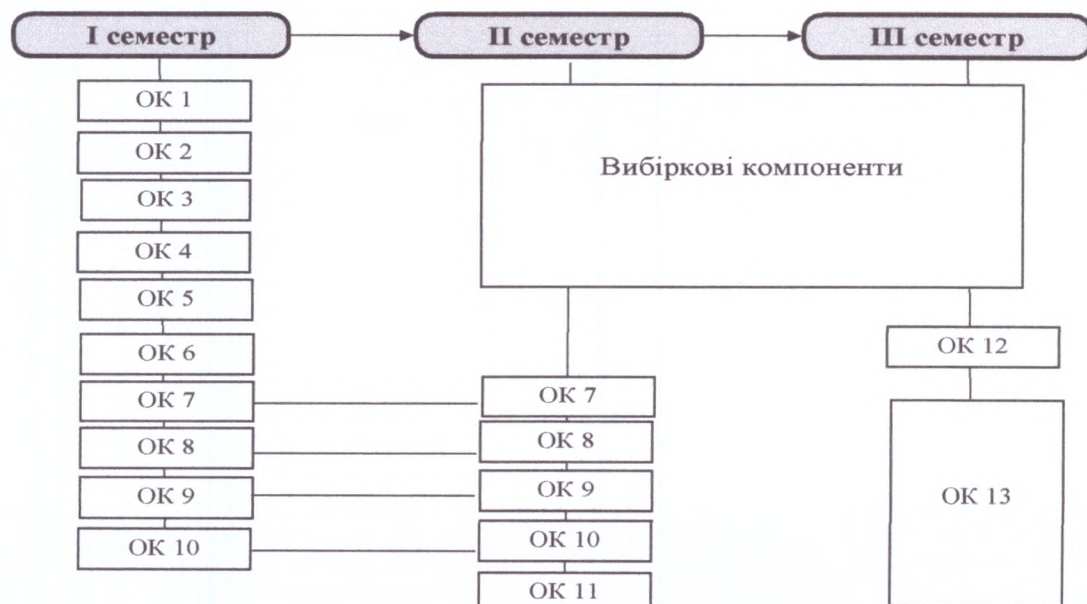 I семестр
II семестр
III семестр
ОК 1
ОК 2
ОК 3
ОК 4
ОК 5
ОК 6
ОК 7
ОК 8
ОК 9
ОК 10
Вибіркові компоненти
ОК 7
ОК 8
ОК 9
ОК 10
ОК 11
ОК 12
ОК 13